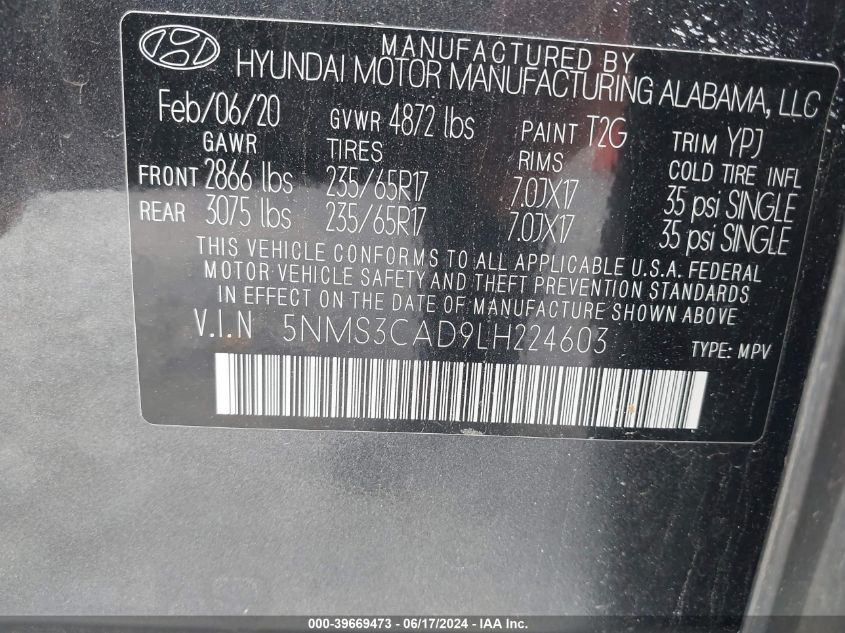 MANUFACTURED BY
HYUNDAI MOTOR MANUFACTURING ALABAMA, LLC
Feb/06/20 GVWR 4872 lbs PAINT T2G TRIM YPJ
GAWR TIRES RIMS COLD TIRE INFL
FRONT 2866 lbs 235/65R17 7.0JX17 35 psi SINGLE
REAR 3075 lbs 235/65R17 7.0JX17 35 psi SINGLE
THIS VEHICLE CONFORMS TO ALL APPLICABLE U.S.A. FEDERAL
MOTOR VEHICLE SAFETY AND THEFT PREVENTION STANDARDS
IN EFFECT ON THE DATE OF MANUFACTURE SHOWN ABOVE.
V.I.N 5NMS3CAD9LH224603 TYPE: MPV
000-39669473 - 06/17/2024 - IAA Inc.